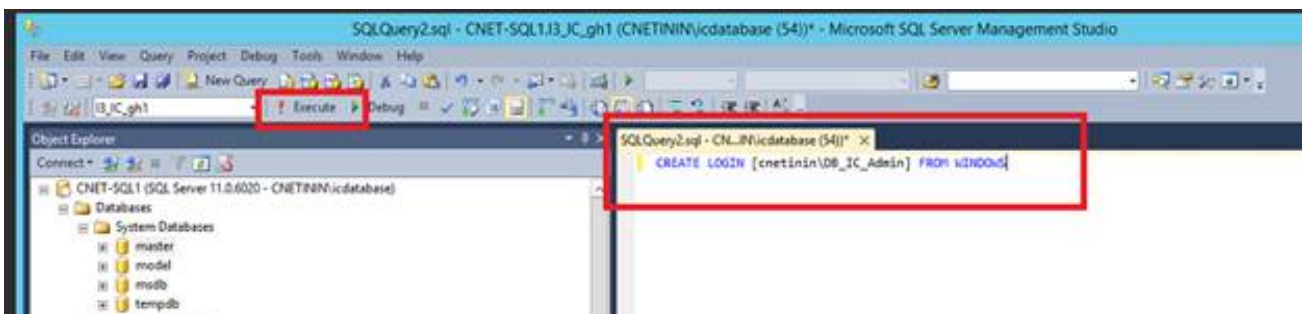 SQLQuery2.sql - CNET-SQL1.I3_IC_gh1 (CNETININ\icdatabase (54))* - Microsoft SQL Server Management Studio
File Edit View Query Project Debug Tools Window Help
New Query
I3_IC_gh1 Execute Debug
Object Explorer
SQLQuery2.sql - CN...IN\icdatabase (54))*
Connect
CREATE LOGIN [cnetinin\DB_IC_Admin] FROM WINDOWS
CNET-SQL1 (SQL Server 11.0.6020 - CNETININ\icdatabase)
Databases
System Databases
master
model
msdb
tempdb